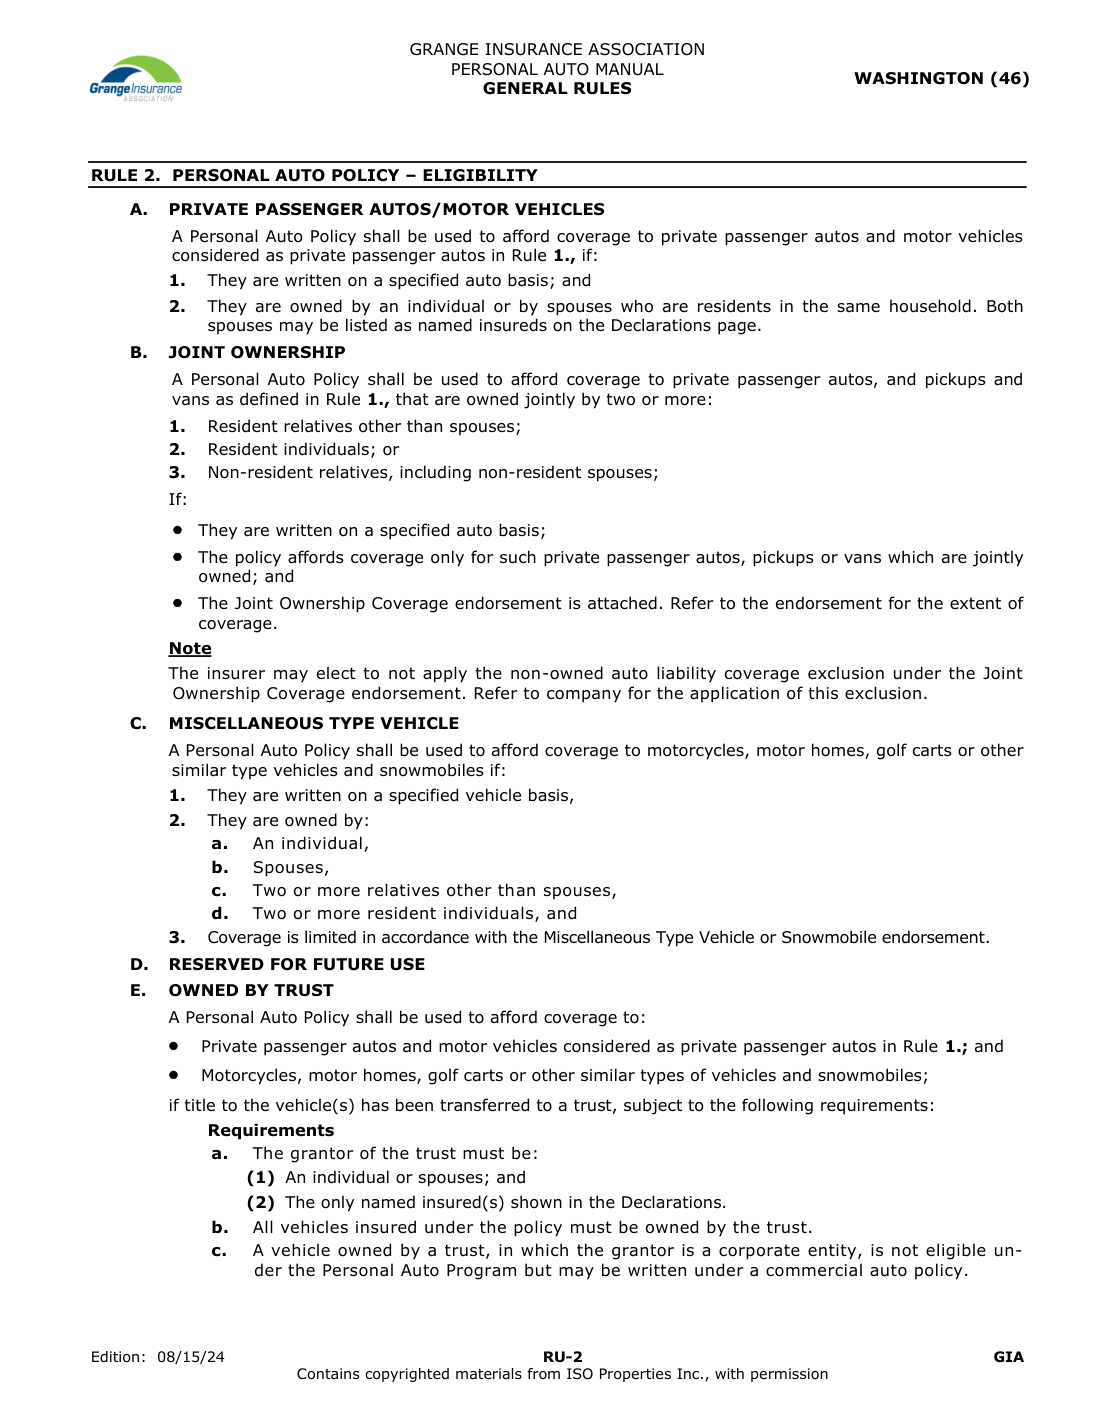 GRANGE INSURANCE ASSOCIATION
PERSONAL AUTO MANUAL
GENERAL RULES
WASHINGTON (46)
GrangeInsurance
ASSOCIATION
RULE 2. PERSONAL AUTO POLICY – ELIGIBILITY
A. PRIVATE PASSENGER AUTOS/MOTOR VEHICLES
A Personal Auto Policy shall be used to afford coverage to private passenger autos and motor vehicles
considered as private passenger autos in Rule 1., if:
1. They are written on a specified auto basis; and
2. They are owned by an individual or by spouses who are residents in the same household. Both
spouses may be listed as named insureds on the Declarations page.
B. JOINT OWNERSHIP
A Personal Auto Policy shall be used to afford coverage to private passenger autos, and pickups and
vans as defined in Rule 1., that are owned jointly by two or more:
1. Resident relatives other than spouses;
2. Resident individuals; or
3. Non-resident relatives, including non-resident spouses;
If:
● They are written on a specified auto basis;
● The policy affords coverage only for such private passenger autos, pickups or vans which are jointly
owned; and
● The Joint Ownership Coverage endorsement is attached. Refer to the endorsement for the extent of
coverage.
Note
The insurer may elect to not apply the non-owned auto liability coverage exclusion under the Joint
Ownership Coverage endorsement. Refer to company for the application of this exclusion.
C. MISCELLANEOUS TYPE VEHICLE
A Personal Auto Policy shall be used to afford coverage to motorcycles, motor homes, golf carts or other
similar type vehicles and snowmobiles if:
1. They are written on a specified vehicle basis,
2. They are owned by:
a. An individual,
b. Spouses,
c. Two or more relatives other than spouses,
d. Two or more resident individuals, and
3. Coverage is limited in accordance with the Miscellaneous Type Vehicle or Snowmobile endorsement.
D. RESERVED FOR FUTURE USE
E. OWNED BY TRUST
A Personal Auto Policy shall be used to afford coverage to:
● Private passenger autos and motor vehicles considered as private passenger autos in Rule 1.; and
● Motorcycles, motor homes, golf carts or other similar types of vehicles and snowmobiles;
if title to the vehicle(s) has been transferred to a trust, subject to the following requirements:
Requirements
a. The grantor of the trust must be:
(1) An individual or spouses; and
(2) The only named insured(s) shown in the Declarations.
b. All vehicles insured under the policy must be owned by the trust.
c. A vehicle owned by a trust, in which the grantor is a corporate entity, is not eligible un-
der the Personal Auto Program but may be written under a commercial auto policy.
Edition: 08/15/24 RU-2 GIA
Contains copyrighted materials from ISO Properties Inc., with permission